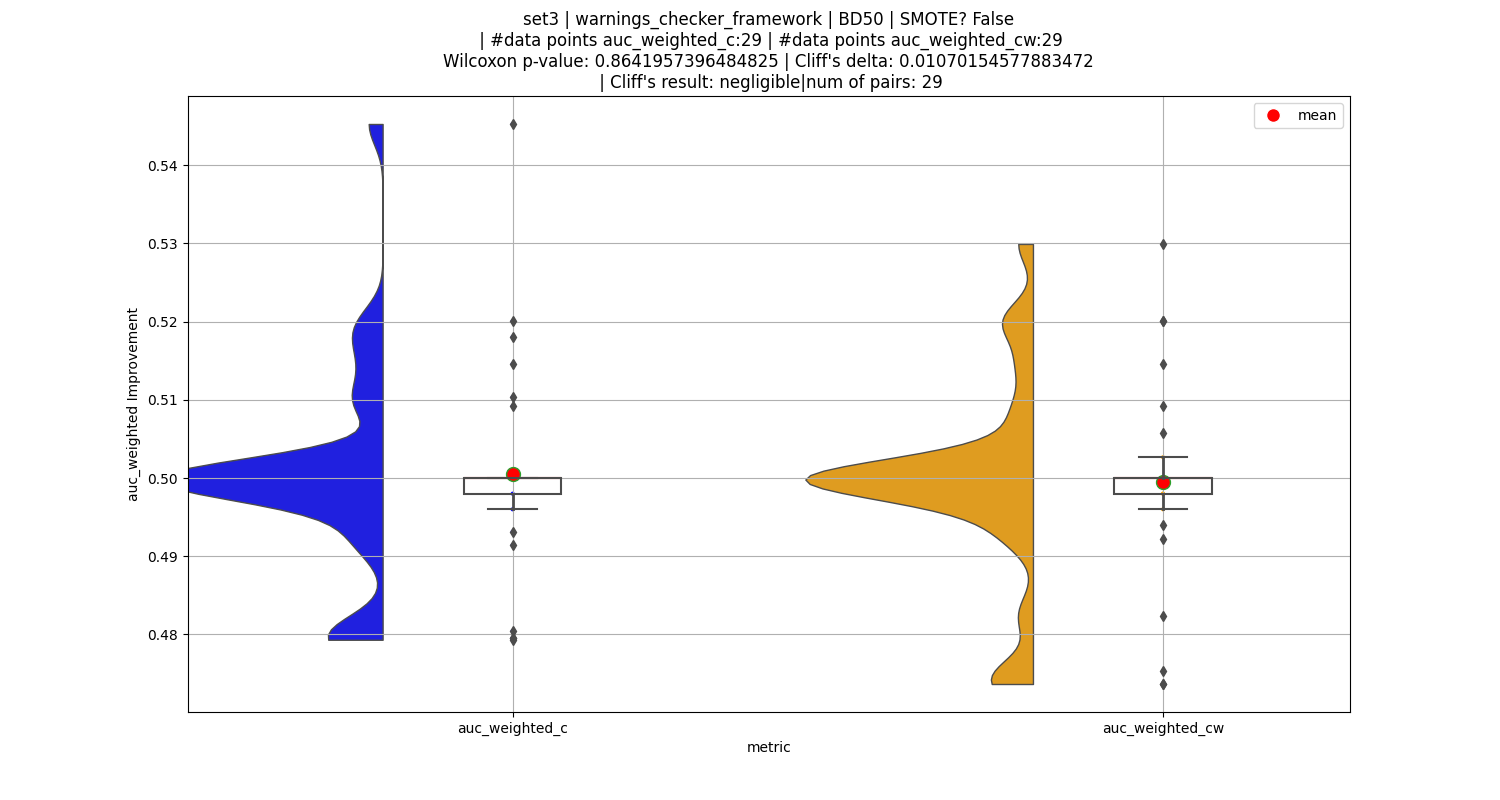 set3 | warnings_checker_framework | BD50 | SMOTE? False
| #data points auc_weighted_c:29 | #data points auc_weighted_cw:29
Wilcoxon p-value: 0.8641957396484825 | Cliff's delta: 0.01070154577883472
| Cliff's result: negligible|num of pairs: 29
mean
0.54
0.53
0.52
0.51
0.50
0.49
0.48
auc_weighted Improvement
auc_weighted_c
auc_weighted_cw
metric